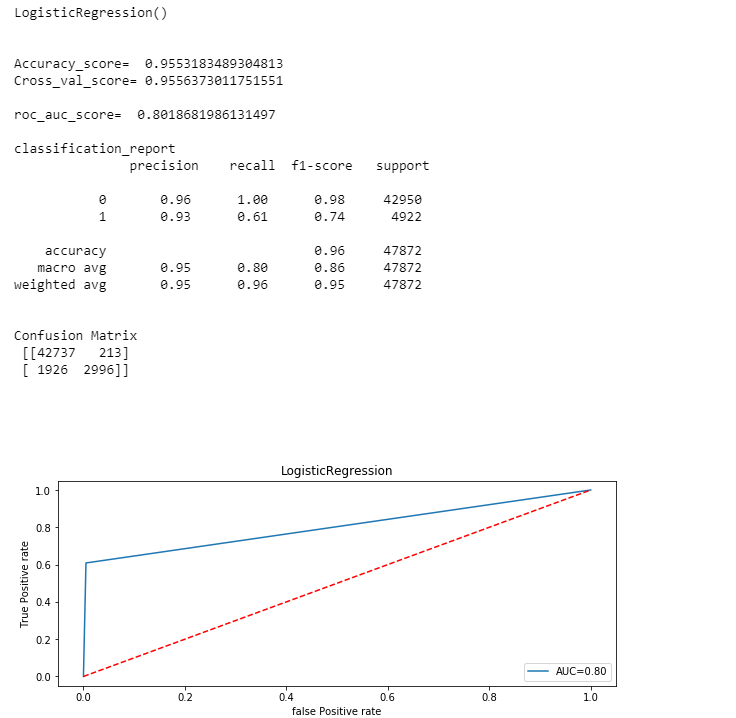 LogisticRegression()
Accuracy_score=  0.9553183489304813
Cross_val_score= 0.9556373011751551
roc_auc_score=  0.8018681986131497
classification_report
precision    recall  f1-score   support
0       0.96      1.00      0.98     42950
1       0.93      0.61      0.74      4922
accuracy                           0.96     47872
macro avg       0.95      0.80      0.86     47872
weighted avg       0.95      0.96      0.95     47872
Confusion Matrix
[[42737   213]
[ 1926  2996]]
LogisticRegression
1.0
0.8
0.6
0.4
0.2
0.0
True Positive rate
AUC=0.80
0.0 0.2 0.4 0.6 0.8 1.0
false Positive rate